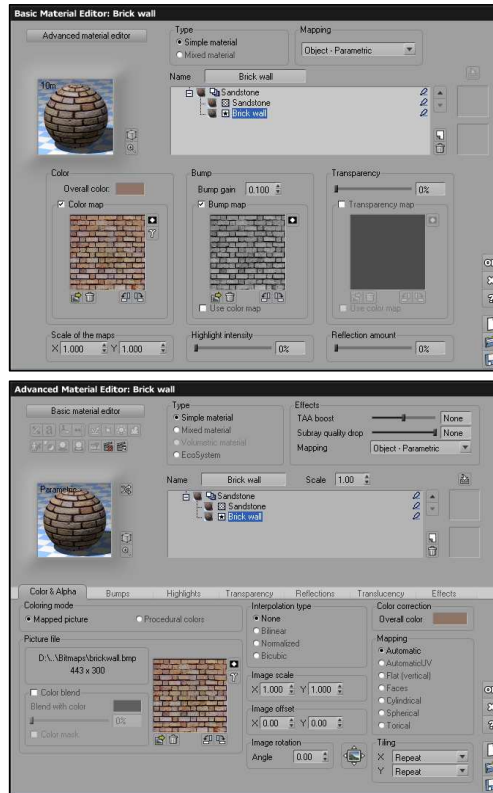 Basic Material Editor: Brick wall
Advanced material editor
Type
Simple material
Mixed material
Mapping
Object - Parametric
Name
Brick wall
10m
Sandstone
Sandstone
Brick wall
Color
Overall color:
Color map
Bump
Bump gain 0.100
Bump map
Use color map
Transparency
0%
Transparency map
Use color map
Scale of the maps
X 1.000 Y 1.000
Highlight intensity
0%
Reflection amount
0%
Advanced Material Editor: Brick wall
Basic material editor
Type
Simple material
Mixed material
Volumetric material
EcoSystem
Effects
TAA boost None
Subray quality drop None
Mapping Object - Parametric
Name Brick wall Scale 1.00
Parametric
Sandstone
Sandstone
Brick wall
Color & Alpha Bumps Highlights Transparency Reflections Translucency Effects
Coloring mode
Mapped picture Procedural colors
Picture file
D:\..\Bitmaps\brickwall.bmp
443 x 300
Color blend
Blend with color
0%
Color mask
Interpolation type
None
Bilinear
Normalized
Bicubic
Image scale
X 1.000 Y 1.000
Image offset
X 0.00 Y 0.00
Image rotation
Angle 0.00
Color correction
Overall color
Mapping
Automatic
AutomaticUV
Flat (vertical)
Faces
Cylindrical
Spherical
Torical
Tiling
X Repeat
Y Repeat